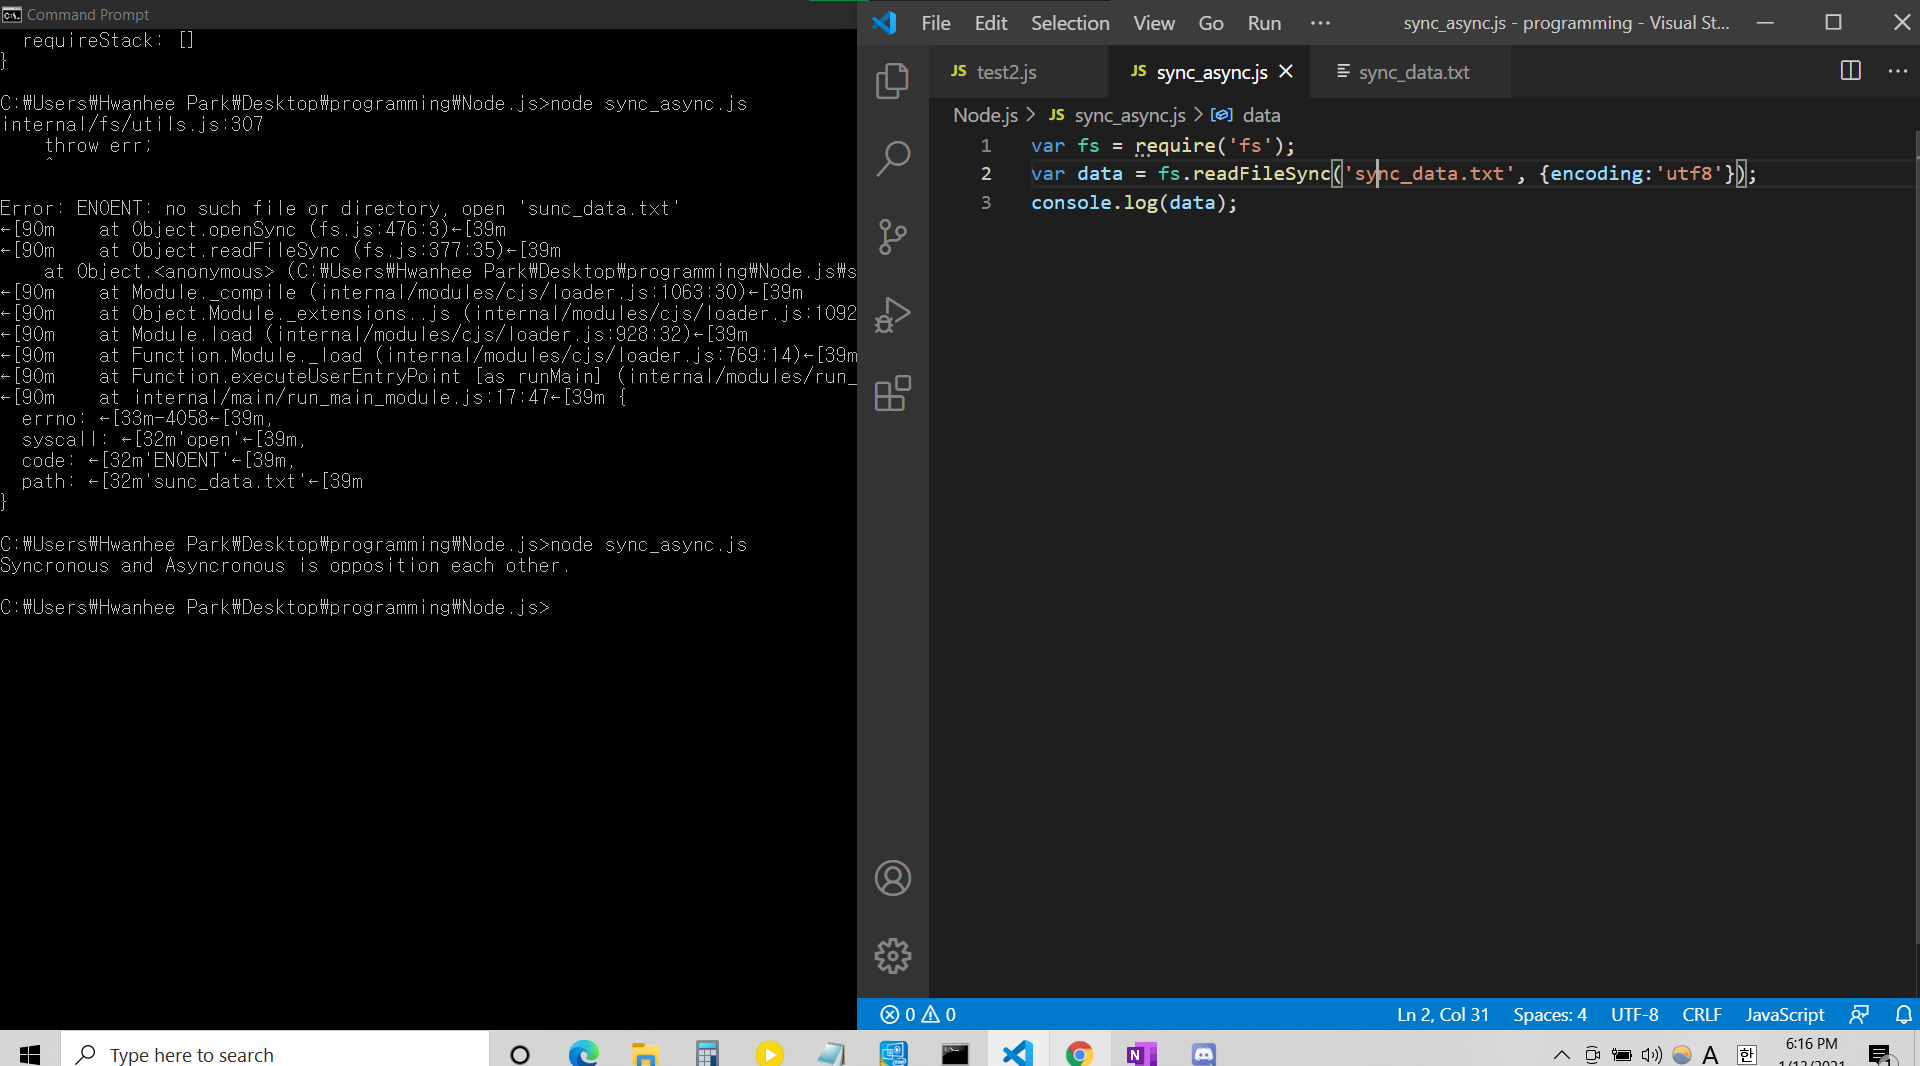 Command Prompt
  requireStack: []
}
C:₩Users₩Hwanhee Park₩Desktop₩programming₩Node.js>node sync_async.js
internal/fs/utils.js:307
    throw err;
    ^
Error: ENOENT: no such file or directory, open 'sunc_data.txt'
←[90m    at Object.openSync (fs.js:476:3)←[39m
←[90m    at Object.readFileSync (fs.js:377:35)←[39m
    at Object.<anonymous> (C:₩Users₩Hwanhee Park₩Desktop₩programming₩Node.js₩s
←[90m    at Module._compile (internal/modules/cjs/loader.js:1063:30)←[39m
←[90m    at Object.Module._extensions..js (internal/modules/cjs/loader.js:1092
←[90m    at Module.load (internal/modules/cjs/loader.js:928:32)←[39m
←[90m    at Function.Module._load (internal/modules/cjs/loader.js:769:14)←[39m
←[90m    at Function.executeUserEntryPoint [as runMain] (internal/modules/run_
←[90m    at internal/main/run_main_module.js:17:47←[39m {
  errno: ←[33m-4058←[39m,
  syscall: ←[32m'open'←[39m,
  code: ←[32m'ENOENT'←[39m,
  path: ←[32m'sunc_data.txt'←[39m
}
C:₩Users₩Hwanhee Park₩Desktop₩programming₩Node.js>node sync_async.js
Syncronous and Asyncronous is opposition each other.
C:₩Users₩Hwanhee Park₩Desktop₩programming₩Node.js>
File Edit Selection View Go Run ··· sync_async.js - programming - Visual St...
JS test2.js JS sync_async.js sync_data.txt
Node.js > JS sync_async.js > data
1 var fs = require('fs');
2 var data = fs.readFileSync('sync_data.txt', {encoding:'utf8'});
3 console.log(data);
0 0 Ln 2, Col 31 Spaces: 4 UTF-8 CRLF JavaScript
Type here to search
N
A 한 6:16 PM
1/13/2021
1